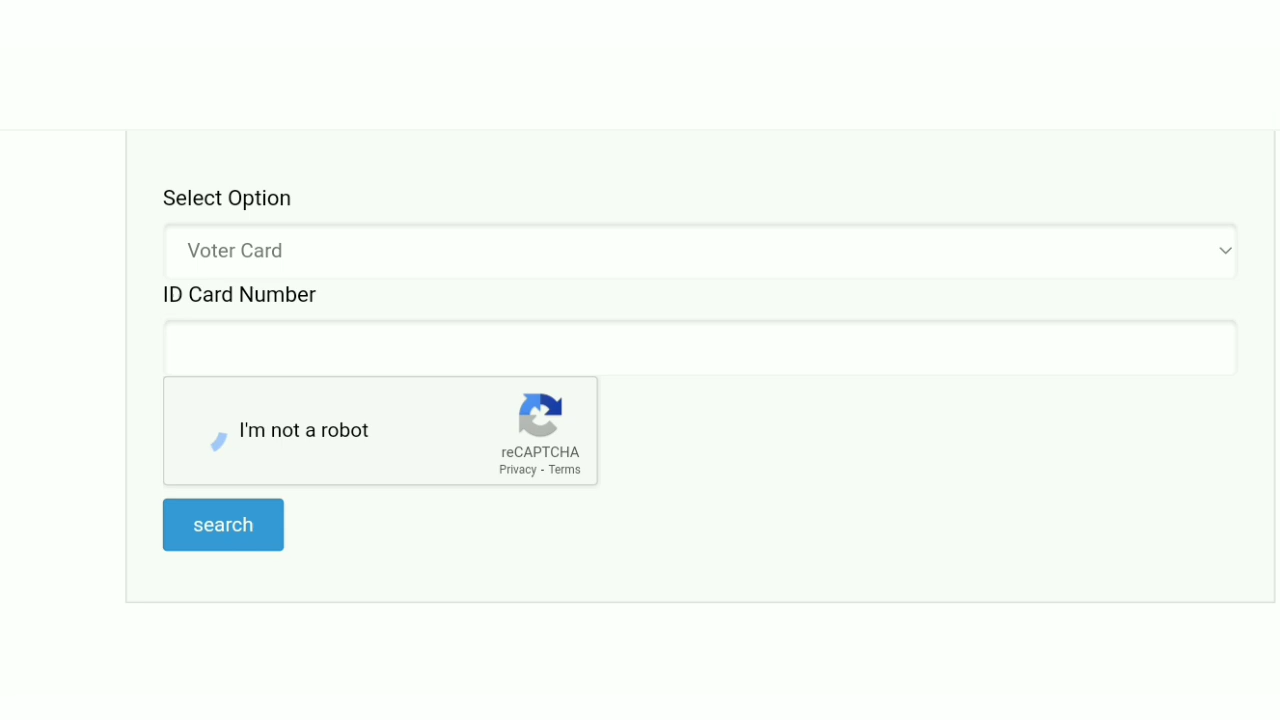 Select Option
Voter Card
ID Card Number
I'm not a robot
reCAPTCHA
Privacy - Terms
search